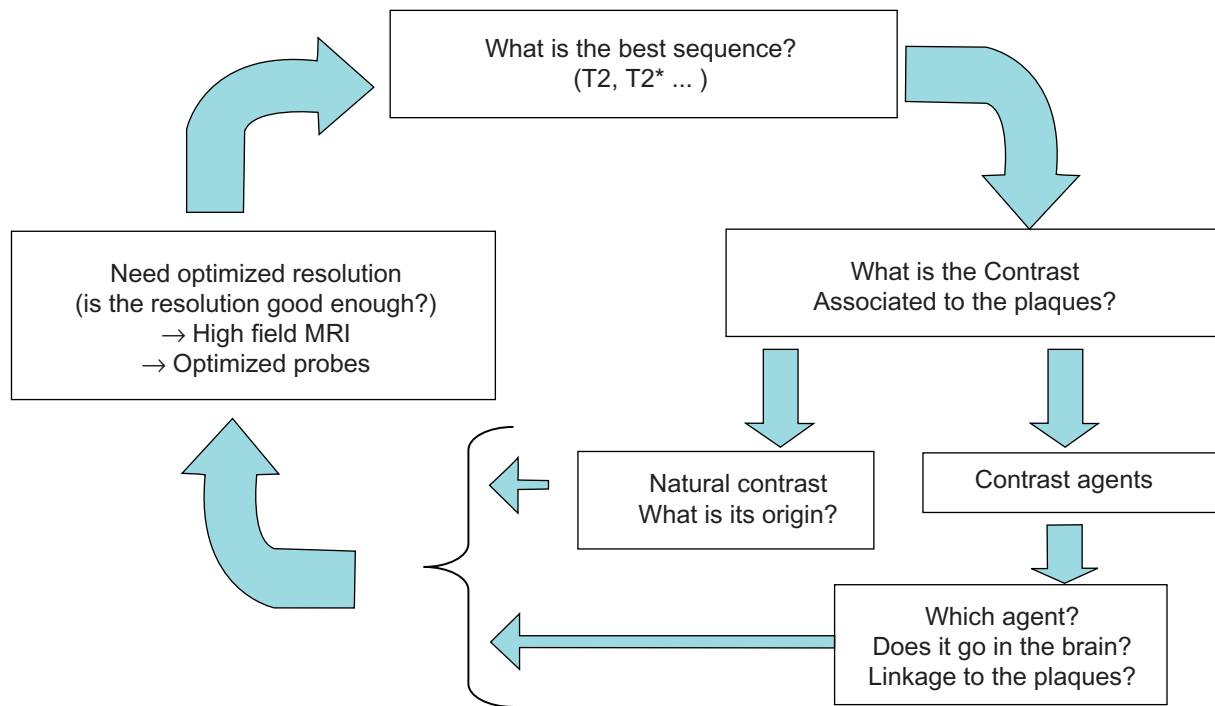 What is the best sequence?
(T2, T2* ... )
Need optimized resolution
(is the resolution good enough?)
→ High field MRI
→ Optimized probes
What is the Contrast
Associated to the plaques?
Natural contrast
What is its origin?
Contrast agents
Which agent?
Does it go in the brain?
Linkage to the plaques?